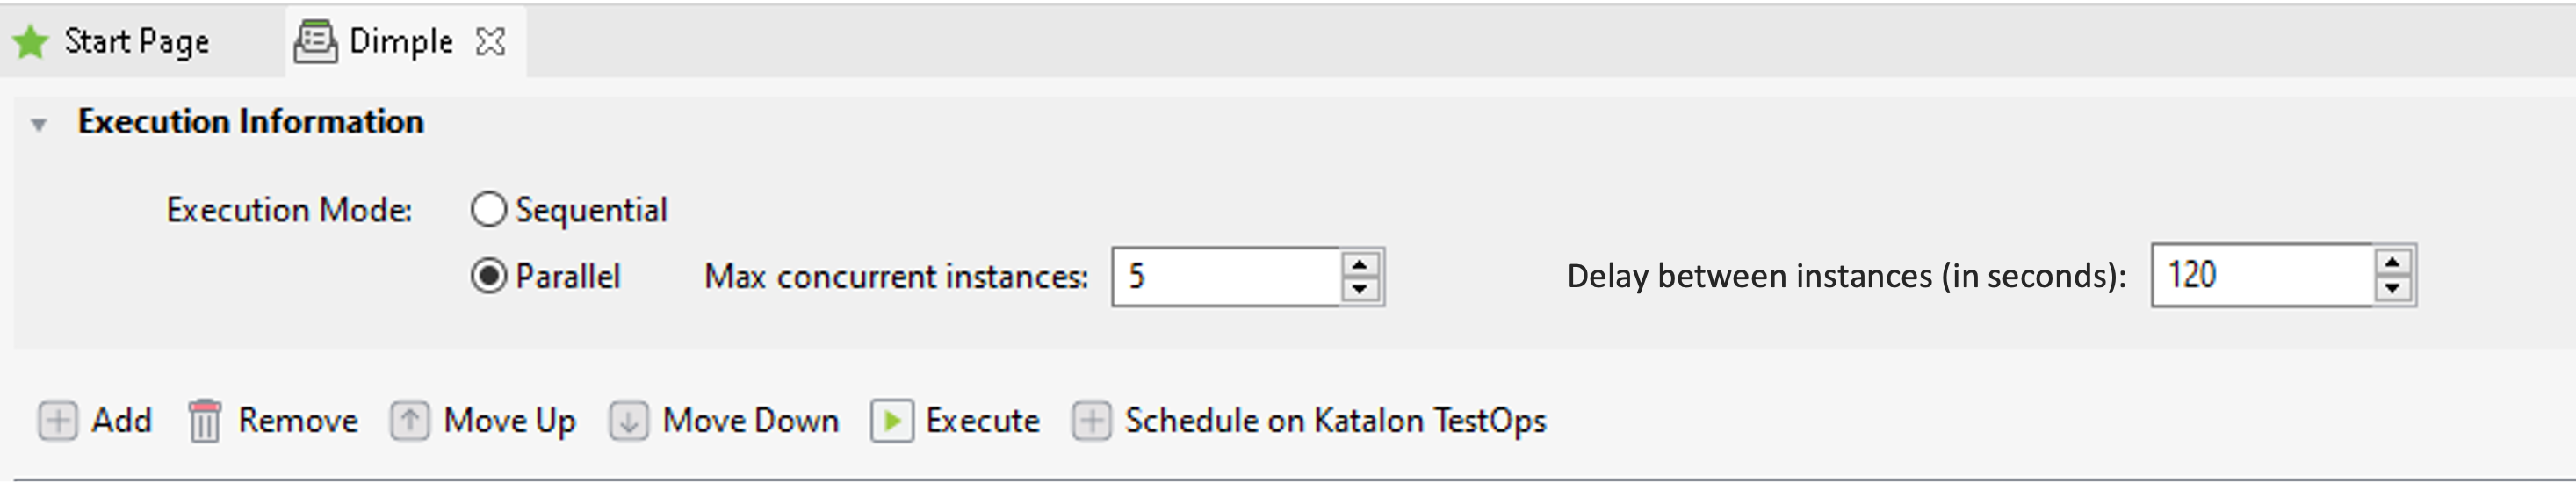 Start Page Dimple
Execution Information
Execution Mode: Sequential
Parallel Max concurrent instances: 5 Delay between instances (in seconds): 120
Add Remove Move Up Move Down Execute Schedule on Katalon TestOps